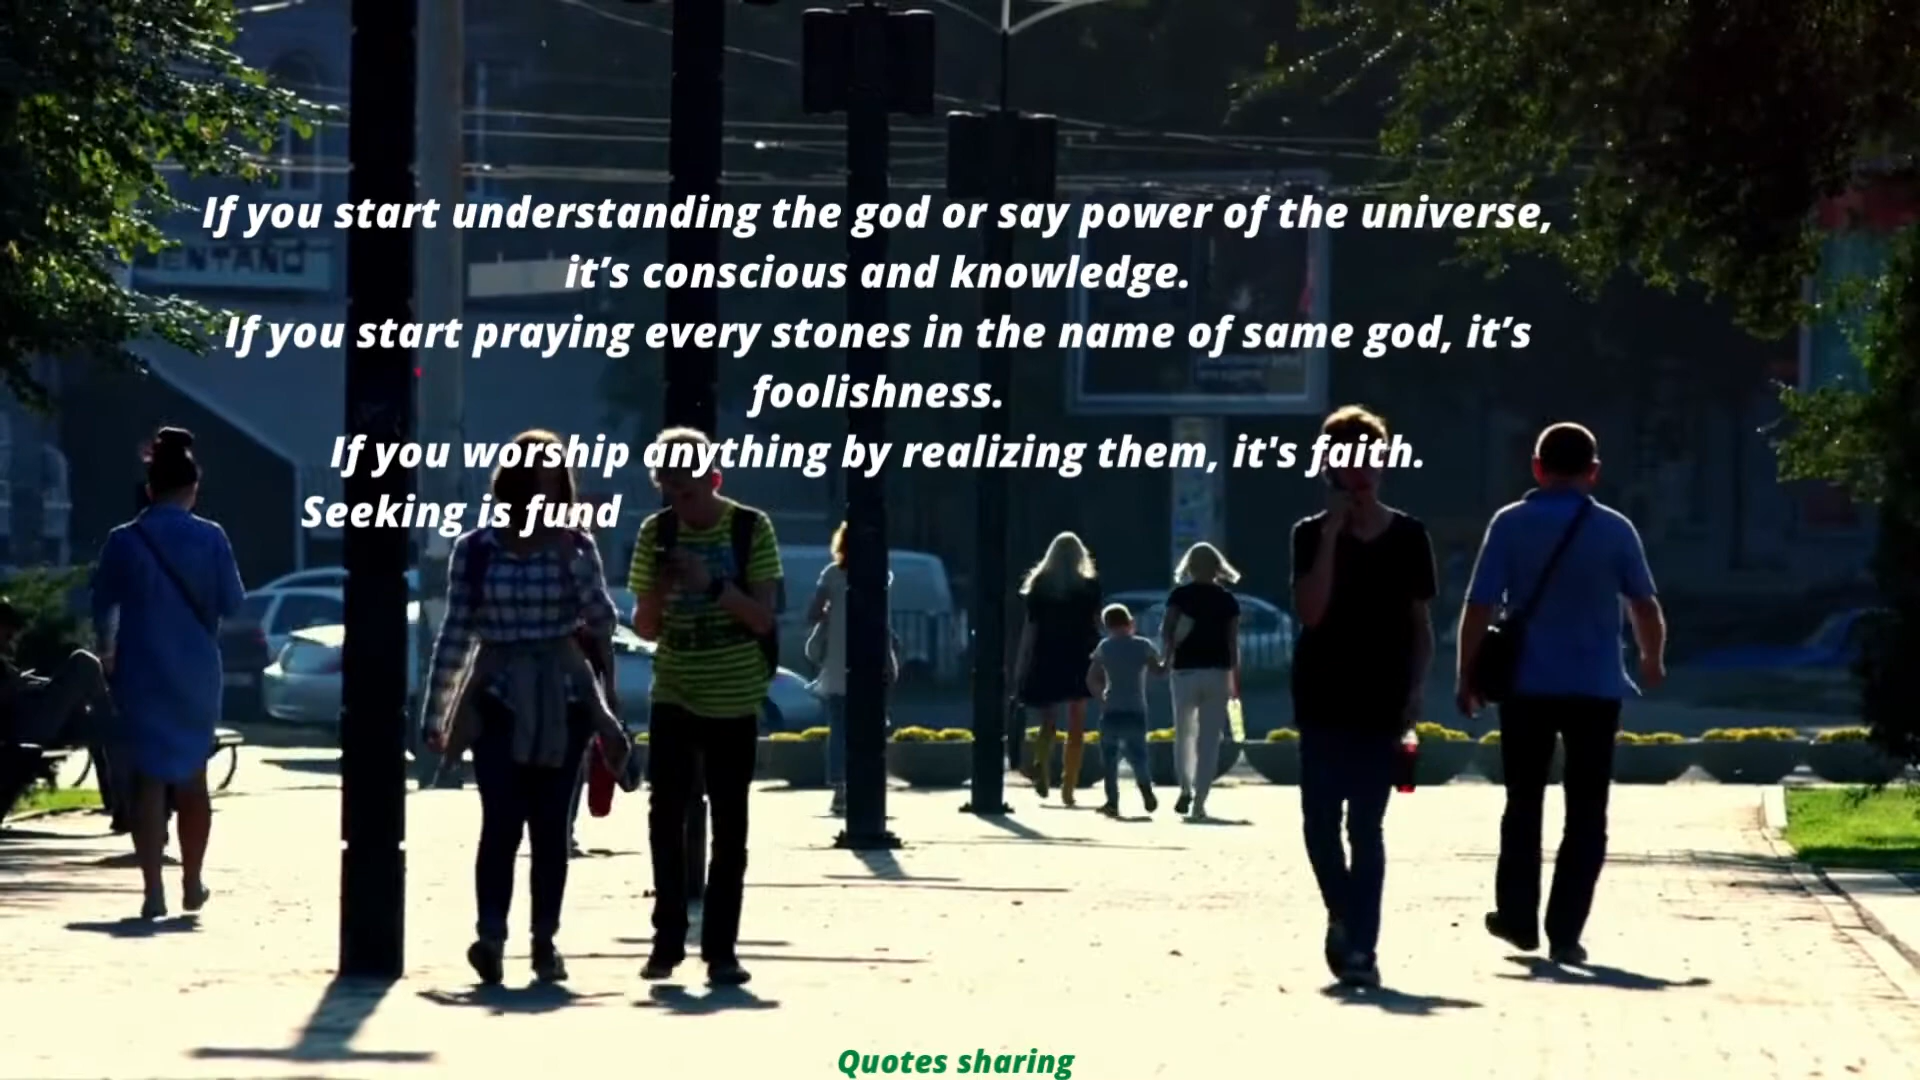 If you start understanding the god or say power of the universe,
it’s conscious and knowledge.
If you start praying every stones in the name of same god, it’s
foolishness.
If you worship anything by realizing them, it's faith.
Seeking is fund
Quotes sharing